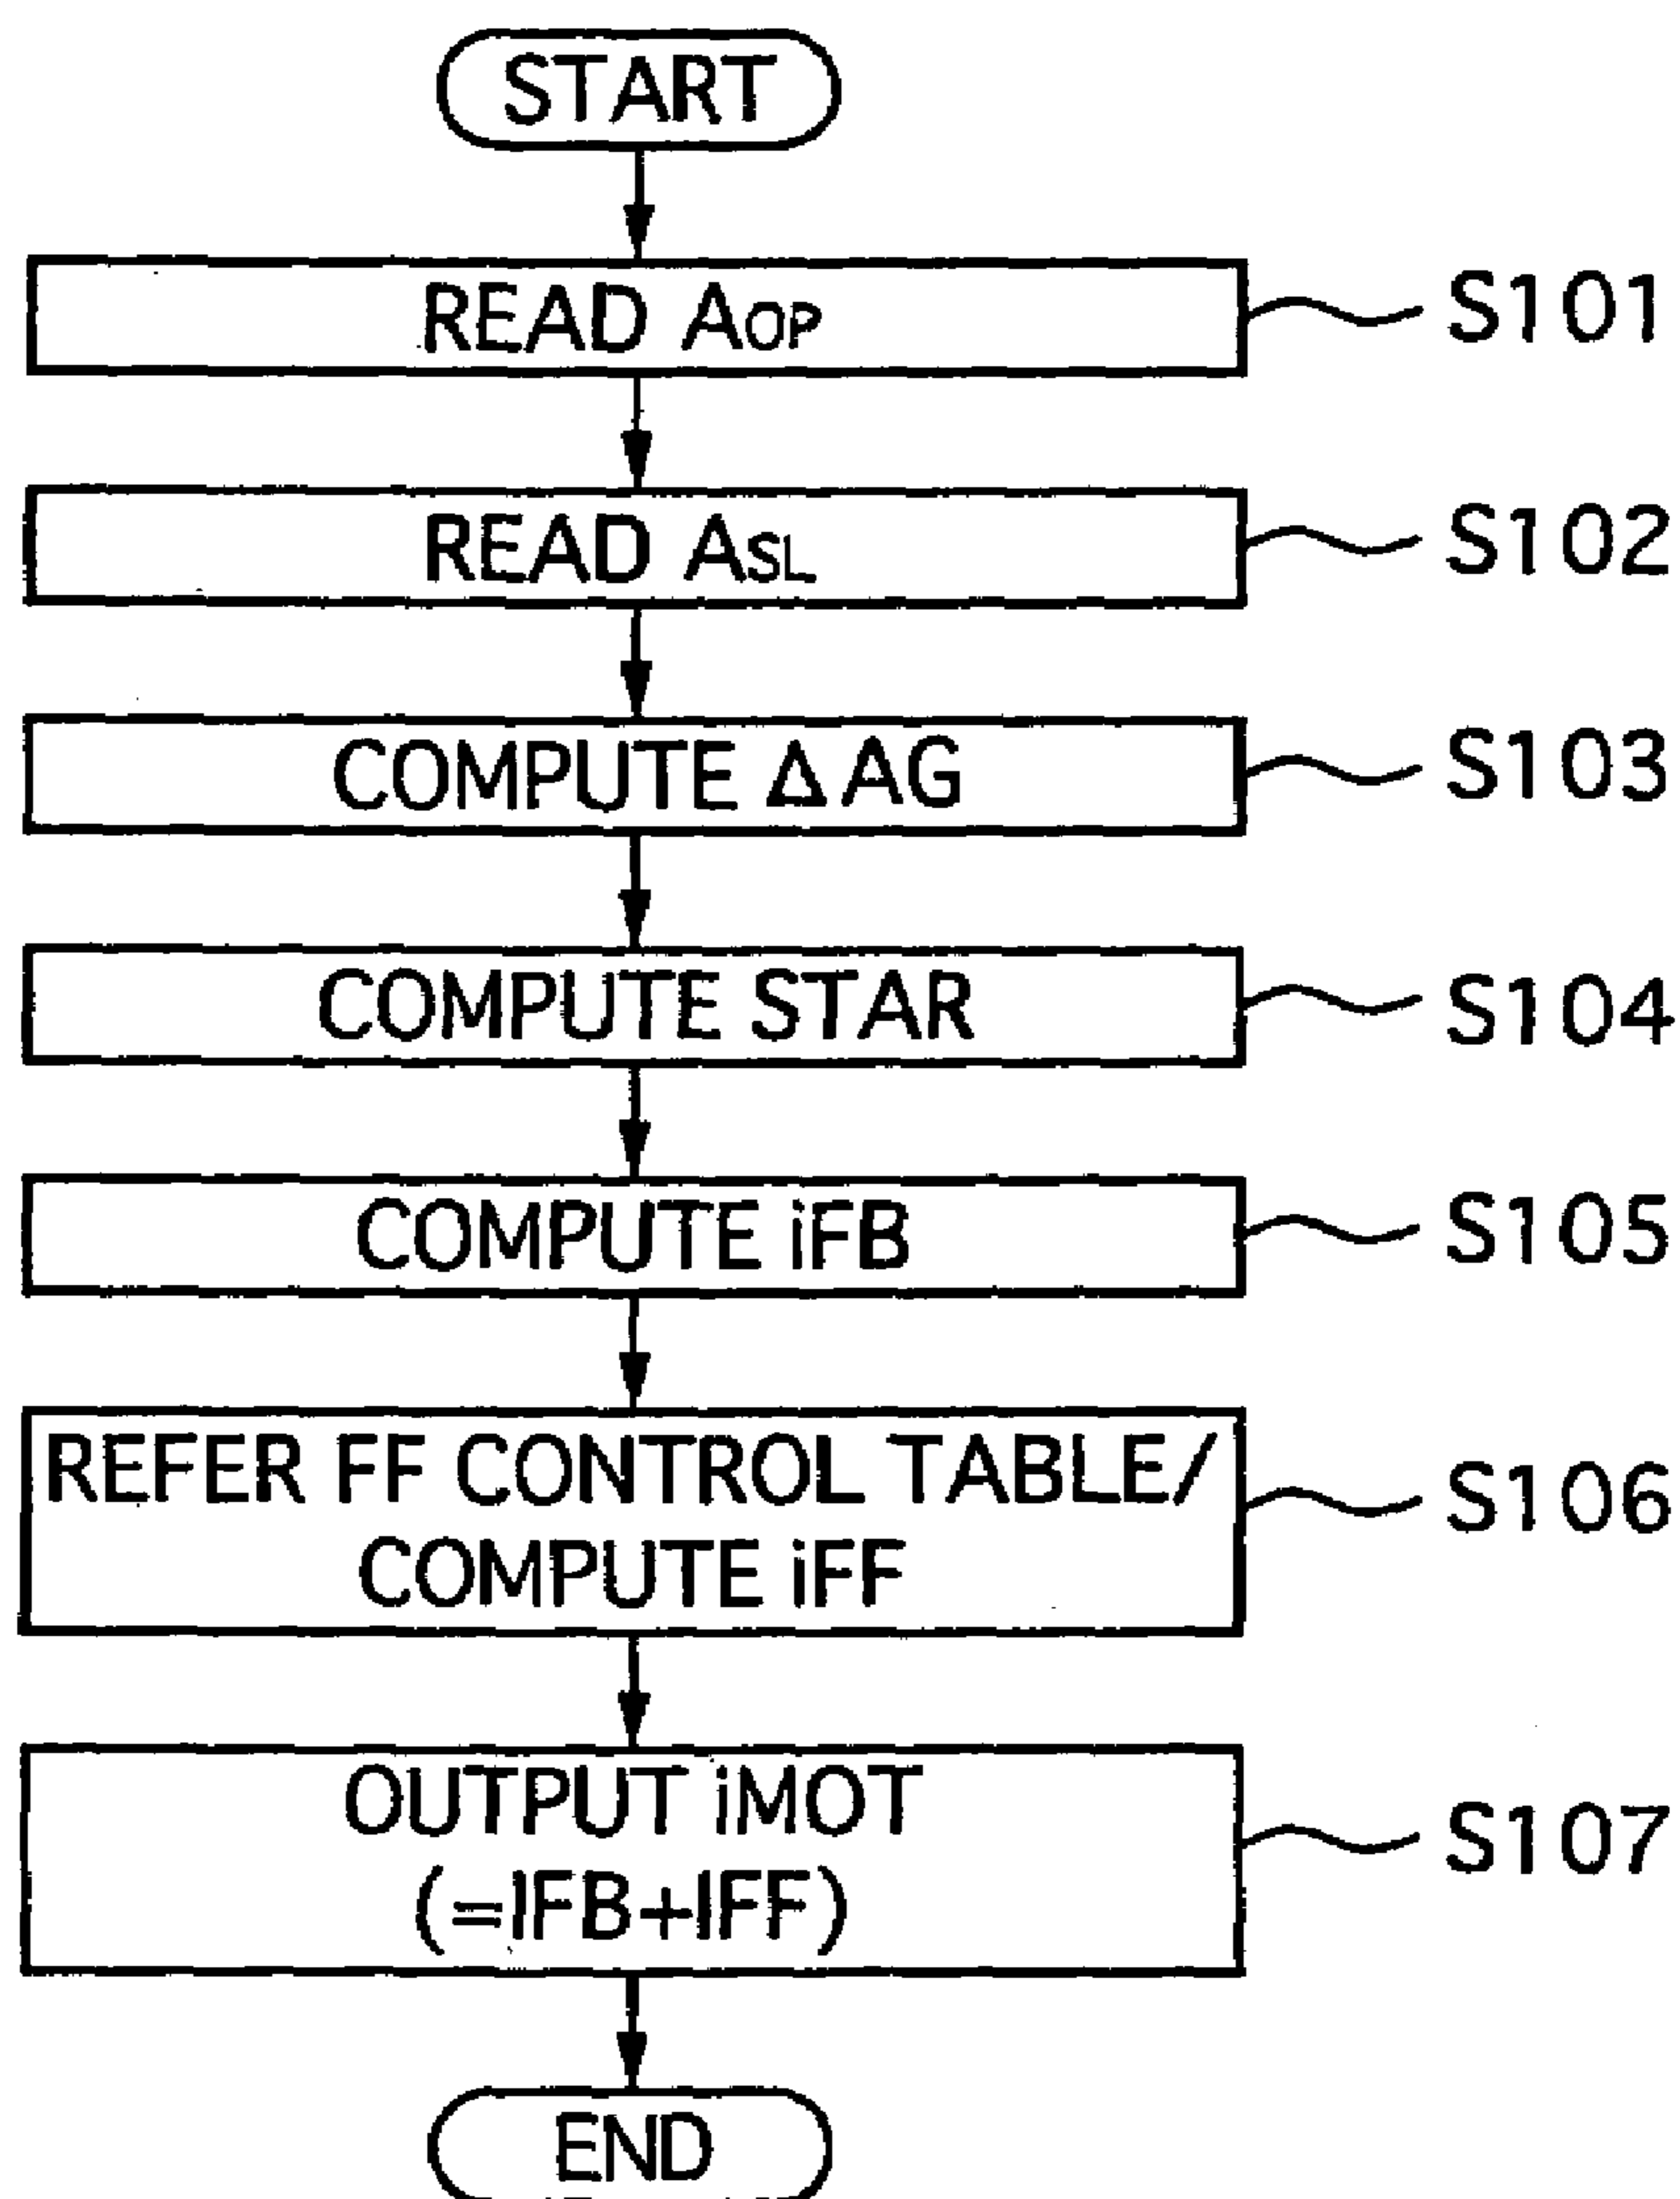 START
READ AOP
S101
READ ASL
S102
COMPUTE Δ AG
S103
COMPUTE STAR
S104
COMPUTE iFB
S105
REFER FF CONTROL TABLE/
COMPUTE iFF
S106
OUTPUT iMOT
(=IFB+IFF)
S107
END